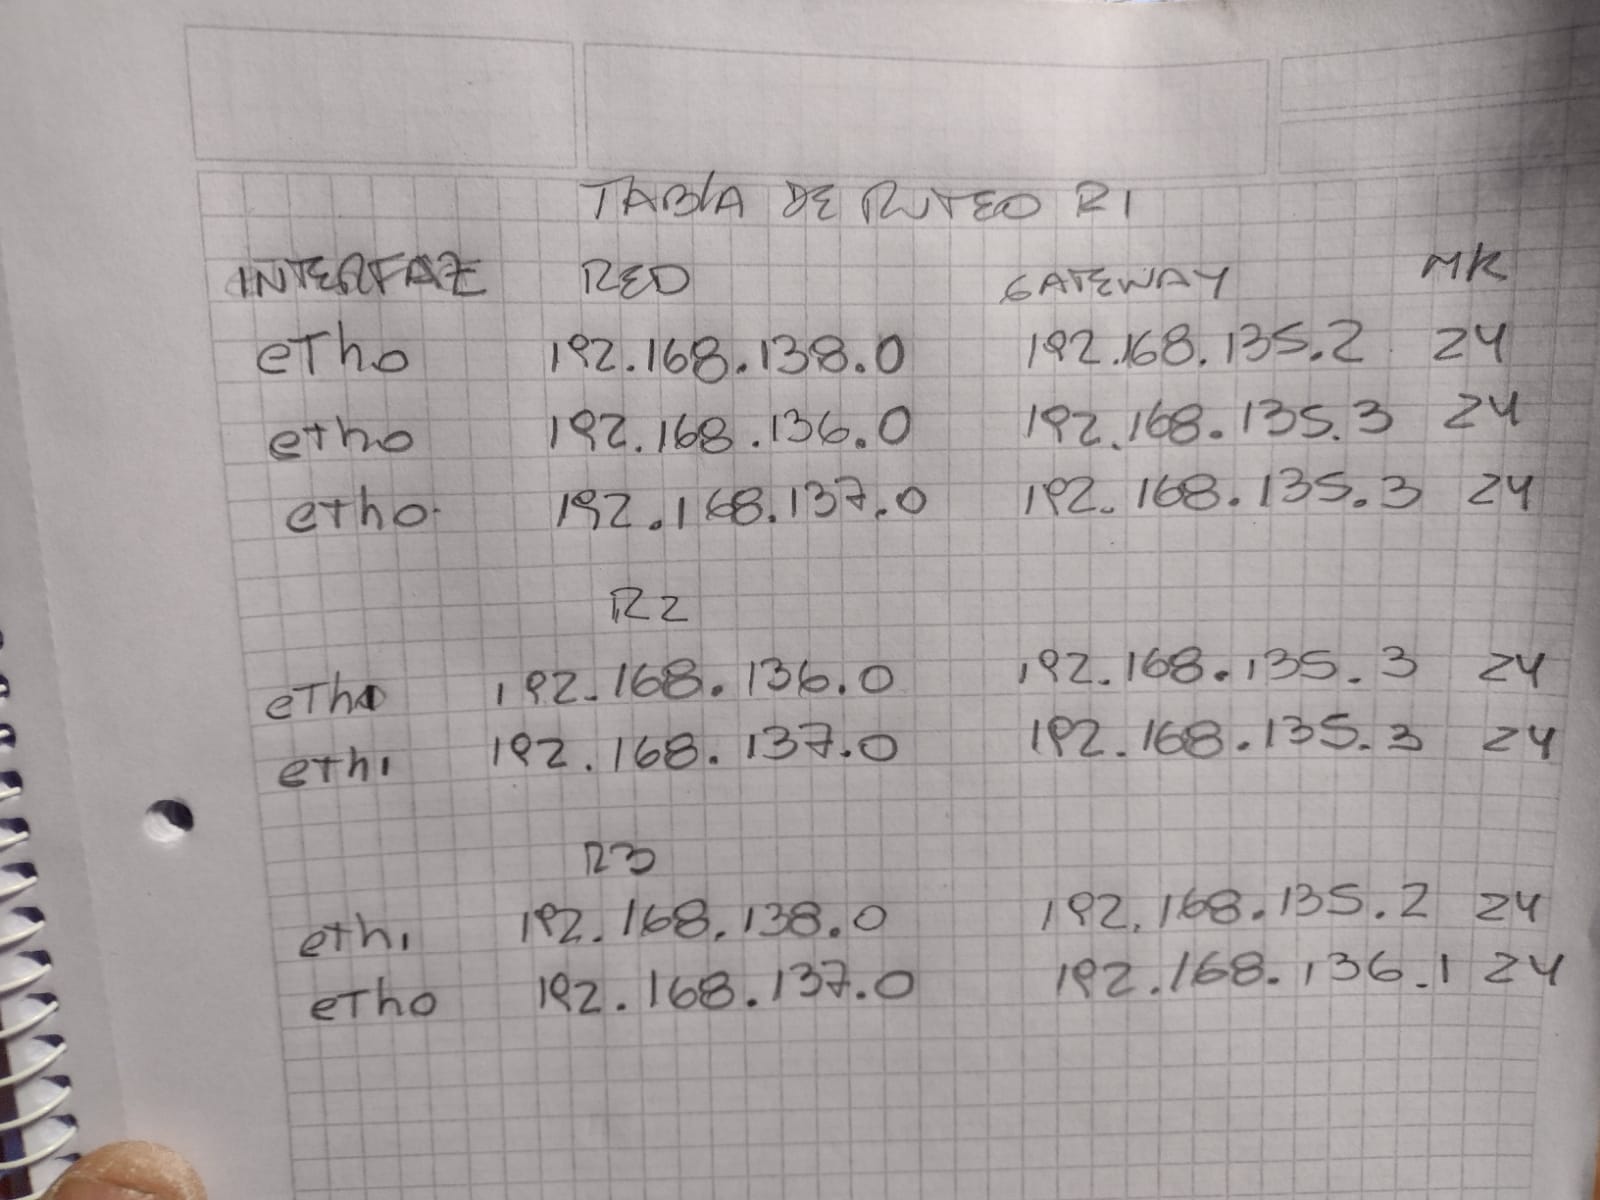 TABLA DE RUTEO R1
INTERFAZ RED GATEWAY MK
eTh0 192.168.138.0 192.168.135.2 24
eth0 192.168.136.0 192.168.135.3 24
eth0 192.168.137.0 192.168.135.3 24
R2
eTh1 192.168.136.0 192.168.135.3 24
eth1 192.168.137.0 192.168.135.3 24
R3
eth1 192.168.138.0 192.168.135.2 24
eTh0 192.168.137.0 192.168.136.1 24